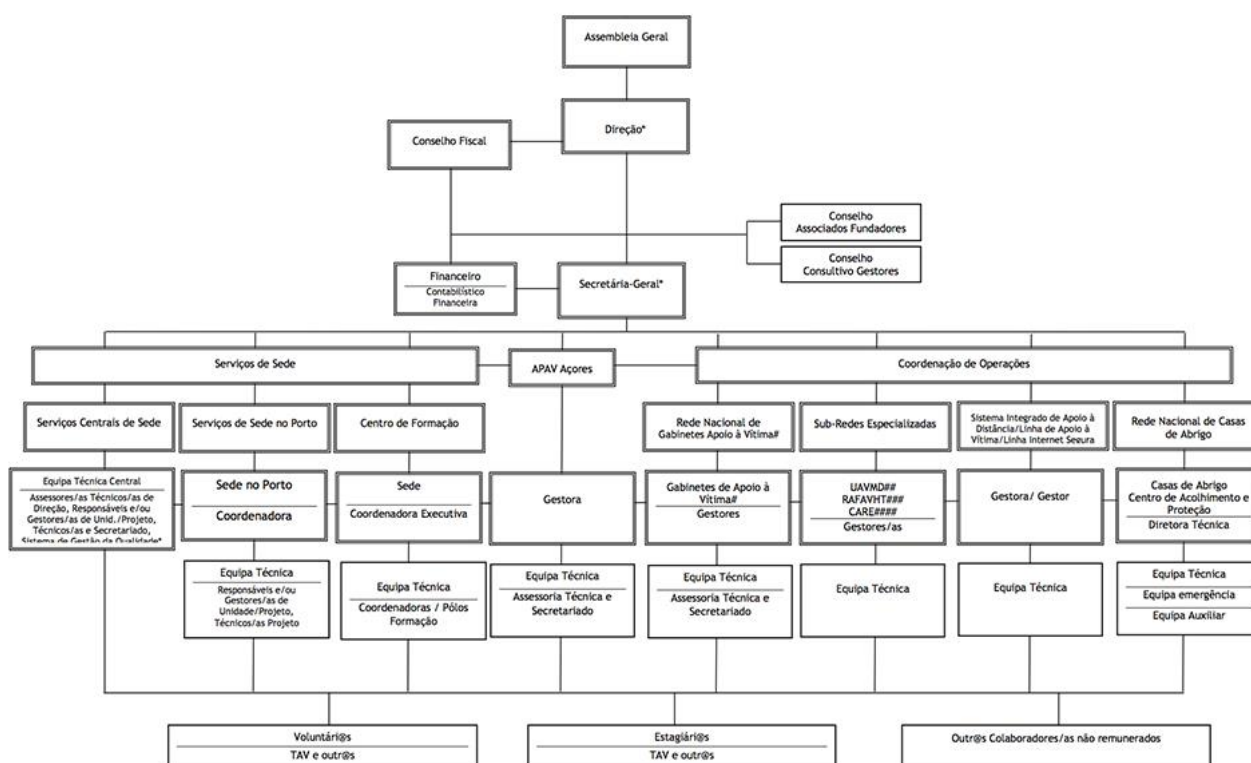 Assembleia Geral
Direção*
Conselho Fiscal
Conselho
Associados Fundadores
Conselho
Consultivo Gestores
Financeiro
Contabilístico
Financeira
Secretária-Geral*
Serviços de Sede
APAV Açores
Coordenação de Operações
Serviços Centrais de Sede
Serviços de Sede no Porto
Centro de Formação
Rede Nacional de
Gabinetes Apoio à Vítima#
Sub-Redes Especializadas
Sistema Integrado de Apoio à
Distância/Linha de Apoio à
Vítima/Linha Internet Segura
Rede Nacional de Casas
de Abrigo
Equipa Técnica Central
Assessores/as Técnicos/as de
Direção, Responsáveis e/ou
Gestores/as de Unid./Projeto,
Técnicos/as e Secretariado,
Sistema de Gestão da Qualidade*
Sede no Porto
Coordenadora
Sede
Coordenadora Executiva
Gestora
Gabinetes de Apoio à
Vítima#
Gestores
UAVMD##
RAFAVHT###
CARE####
Gestores/as
Gestora/ Gestor
Casas de Abrigo
Centro de Acolhimento e
Proteção
Diretora Técnica
Equipa Técnica
Responsáveis e/ou
Gestores/as de
Unidade/Projeto,
Técnicos/as Projeto
Equipa Técnica
Coordenadoras / Pólos
Formação
Equipa Técnica
Assessoria Técnica e
Secretariado
Equipa Técnica
Assessoria Técnica e
Secretariado
Equipa Técnica
Equipa Técnica
Equipa Técnica
Equipa emergência
Equipa Auxiliar
Voluntári@s
TAV e outr@s
Estagiári@s
TAV e outr@s
Outr@s Colaboradores/as não remunerados